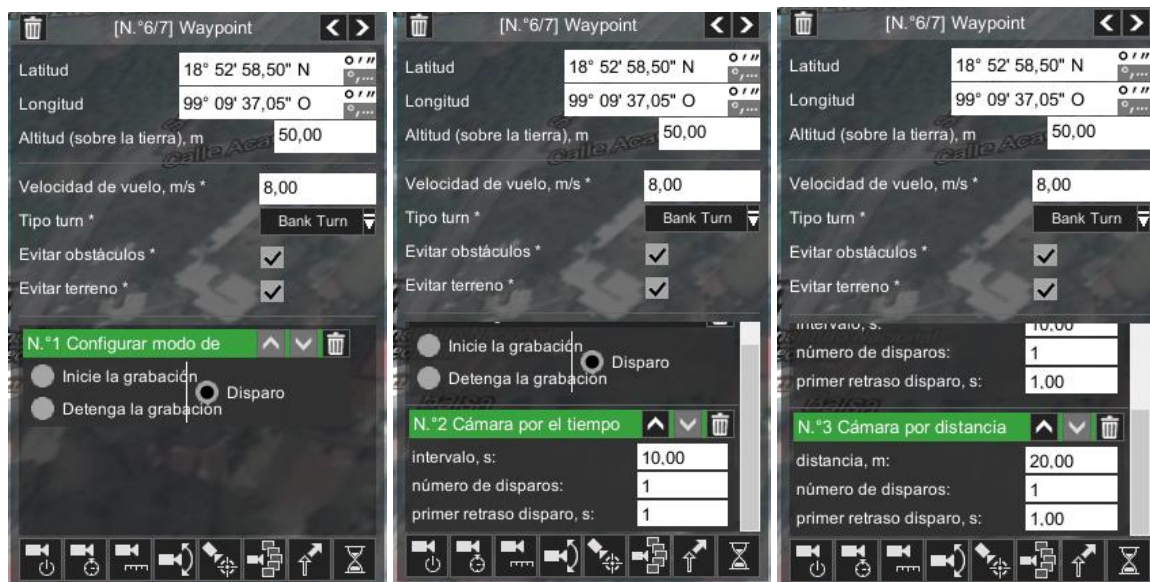 [N.°6/7] Waypoint
Latitud 18° 52' 58,50" N
Longitud 99° 09' 37,05" O
Altitud (sobre la tierra), m 50,00
Velocidad de vuelo, m/s * 8,00
Tipo turn * Bank Turn
Evitar obstáculos *
Evitar terreno *
N.°1 Configurar modo de
Inicie la grabación
Disparo
Detenga la grabación
[N.°6/7] Waypoint
Latitud 18° 52' 58,50" N
Longitud 99° 09' 37,05" O
Altitud (sobre la tierra), m 50,00
Velocidad de vuelo, m/s * 8,00
Tipo turn * Bank Turn
Evitar obstáculos *
Evitar terreno *
Inicie la grabación
Disparo
Detenga la grabación
N.°2 Cámara por el tiempo
intervalo, s: 10,00
número de disparos: 1
primer retraso disparo, s: 1
[N.°6/7] Waypoint
Latitud 18° 52' 58,50" N
Longitud 99° 09' 37,05" O
Altitud (sobre la tierra), m 50,00
Velocidad de vuelo, m/s * 8,00
Tipo turn * Bank Turn
Evitar obstáculos *
Evitar terreno *
intervalo, s: 10,00
número de disparos: 1
primer retraso disparo, s: 1,00
N.°3 Cámara por distancia
distancia, m: 20,00
número de disparos: 1
primer retraso disparo, s: 1,00